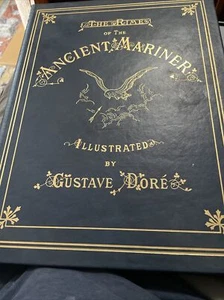 THE RIME
OF THE
ANCIENT MARINER
ILLUSTRATED
BY
GUSTAVE DORÉ